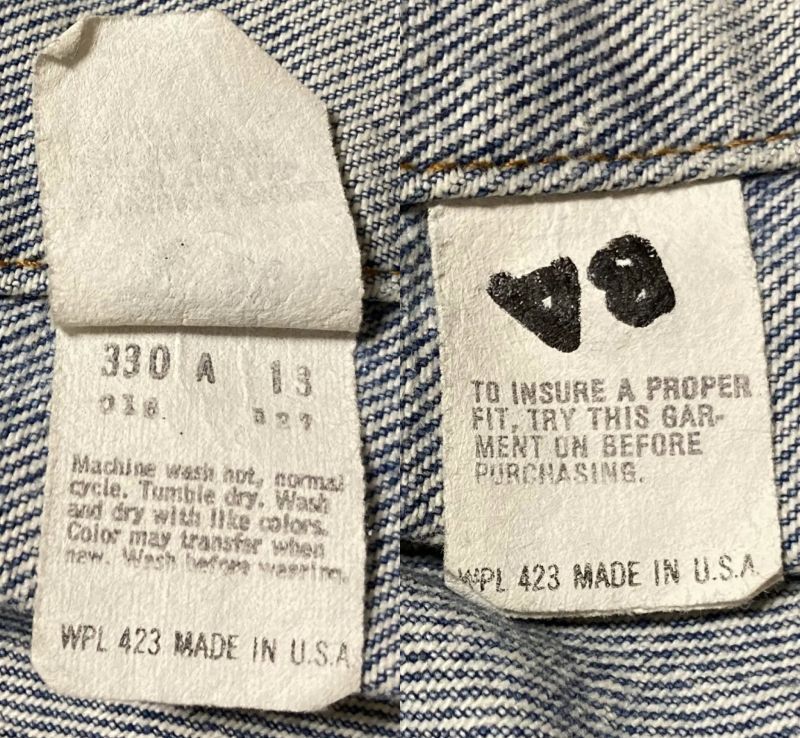 330 A 13
016 527
Machine wash hot, normal
cycle. Tumble dry. Wash
and dry with like colors.
Color may transfer when
new. Wash before wearing.
WPL 423 MADE IN U.S.A
TO INSURE A PROPER
FIT, TRY THIS GAR-
MENT ON BEFORE
PURCHASING.
WPL 423 MADE IN U.S.A